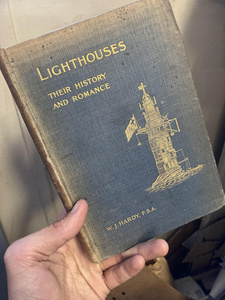 LIGHTHOUSES
THEIR HISTORY
AND ROMANCE
W. J. HARDY, F.S.A.